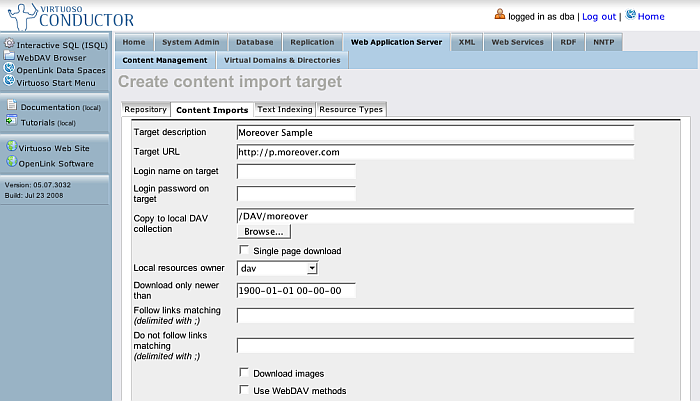 VIRTUOSO
CONDUCTOR
logged in as dba | Log out | Home
Interactive SQL (ISQL)
WebDAV Browser
OpenLink Data Spaces
Virtuoso Start Menu
Documentation (local)
Tutorials (local)
Virtuoso Web Site
OpenLink Software
Version: 05.07.3032
Build: Jul 23 2008
Home System Admin Database Replication Web Application Server XML Web Services RDF NNTP
Content Management Virtual Domains & Directories
Create content import target
Repository Content Imports Text Indexing Resource Types
Target description Moreover Sample
Target URL http://p.moreover.com
Login name on target
Login password on
target
Copy to local DAV
collection
/DAV/moreover
Browse...
Single page download
Local resources owner dav
Download only newer
than
1900-01-01 00-00-00
Follow links matching
(delimited with ;)
Do not follow links
matching
(delimited with ;)
Download images
Use WebDAV methods